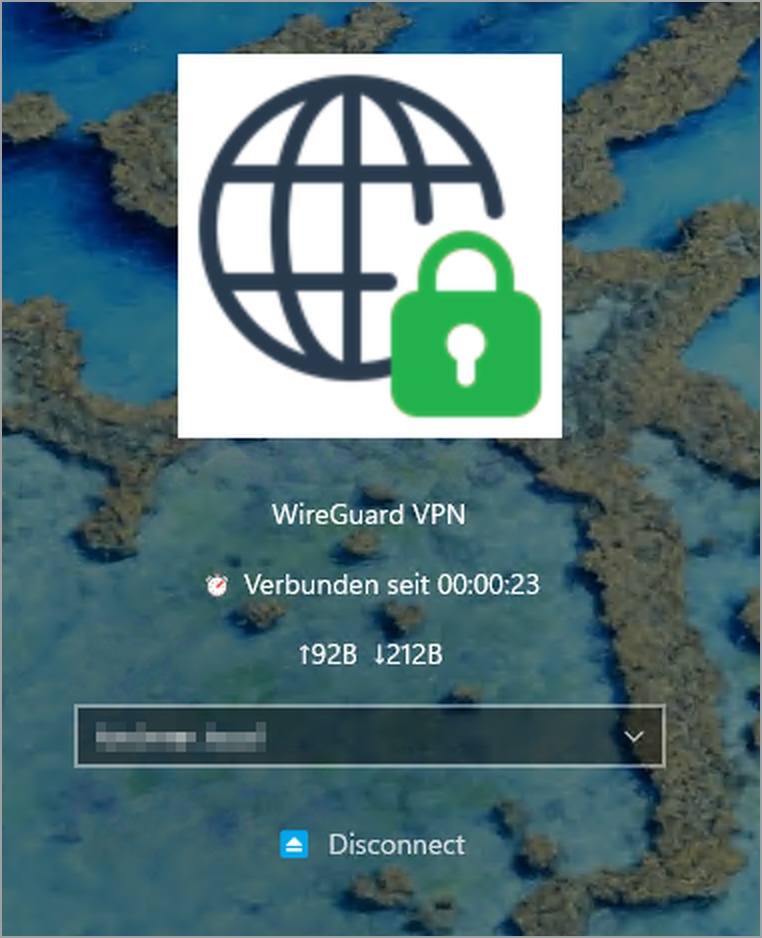 WireGuard VPN
Verbunden seit 00:00:23
↑92B ↓212B
Disconnect